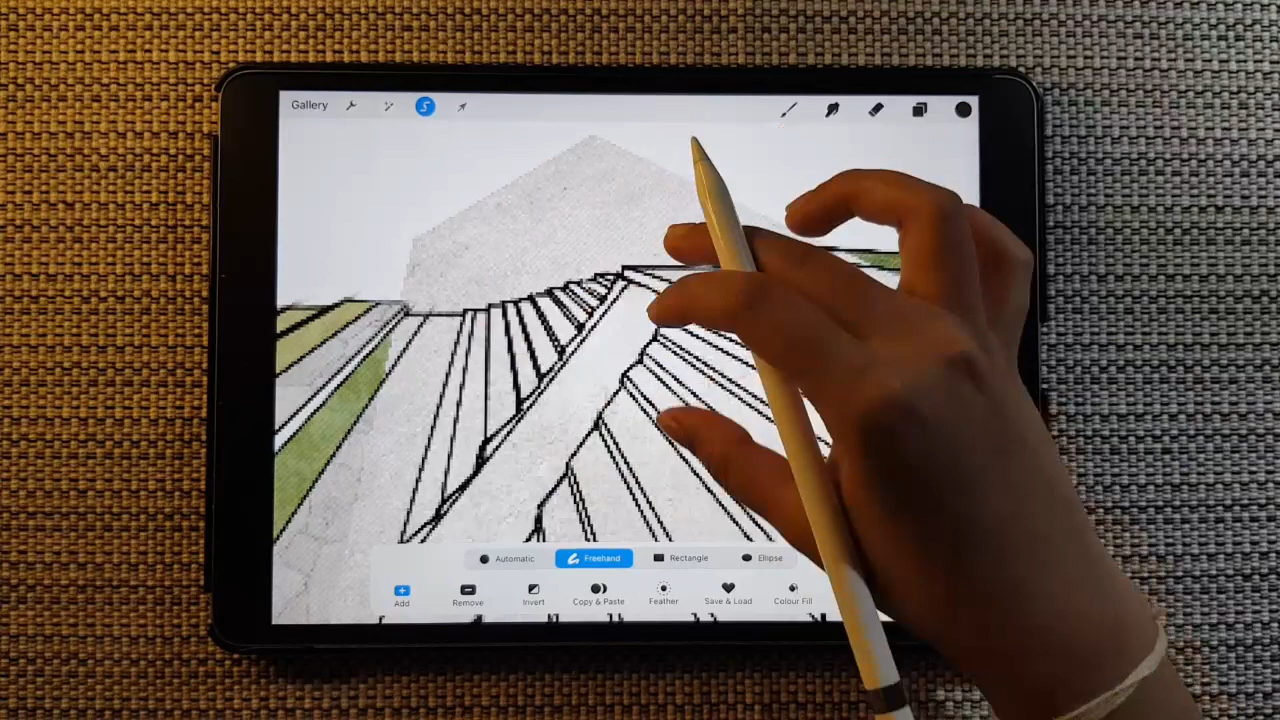 Gallery
Automatic Freehand Rectangle Ellipse
Add Remove Invert Copy & Paste Feather Save & Load Colour Fill